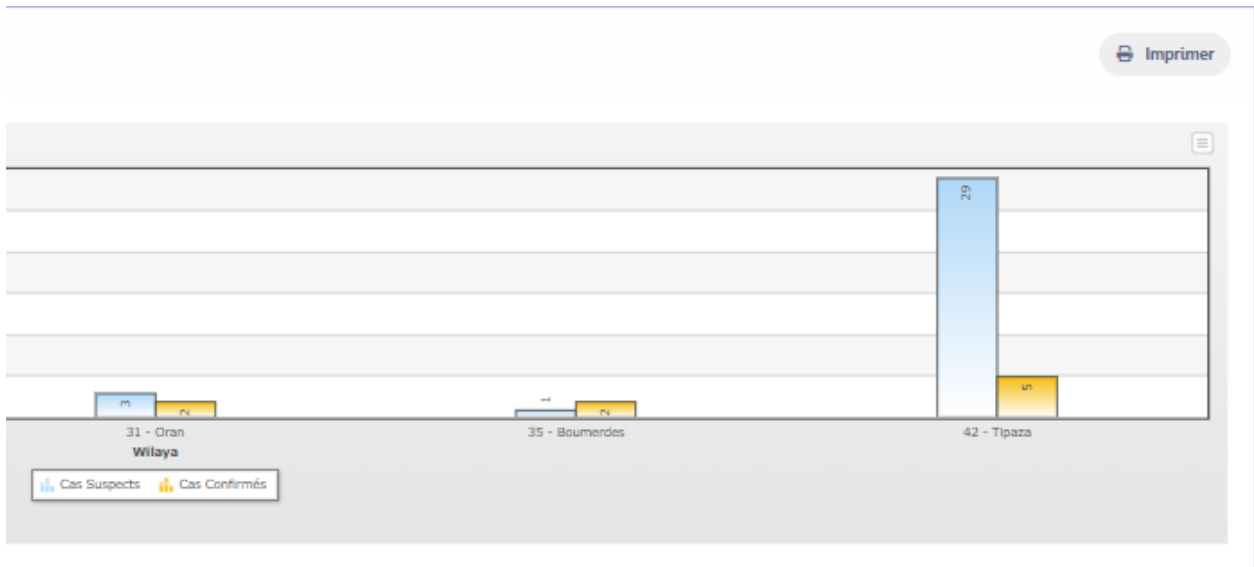 Imprimer
29
5
3
2
1
2
31 - Oran
35 - Boumerdes
42 - Tipaza
Wilaya
Cas Suspects
Cas Confirmés